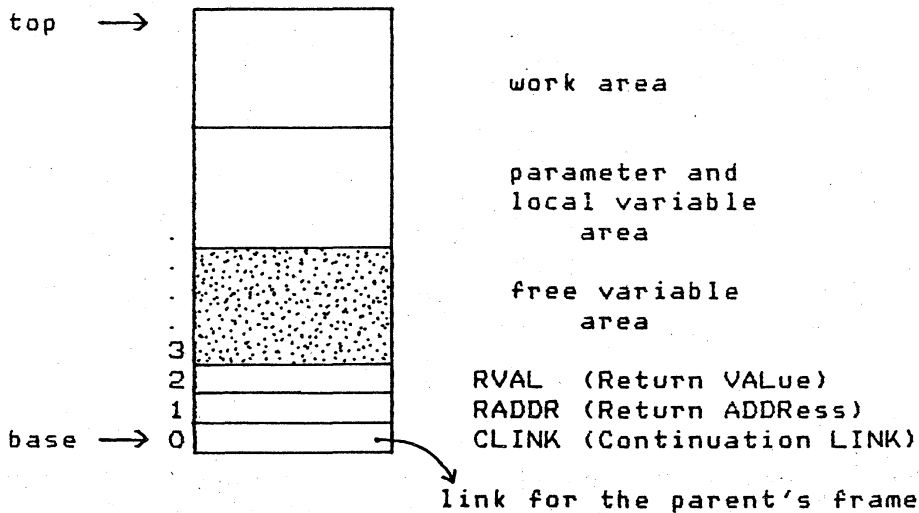 top
work area
parameter and
local variable
area
.
.
.
.
free variable
area
3
2 RVAL (Return VALue)
1 RADDR (Return ADDRess)
base 0 CLINK (Continuation LINK)
link for the parent's frame